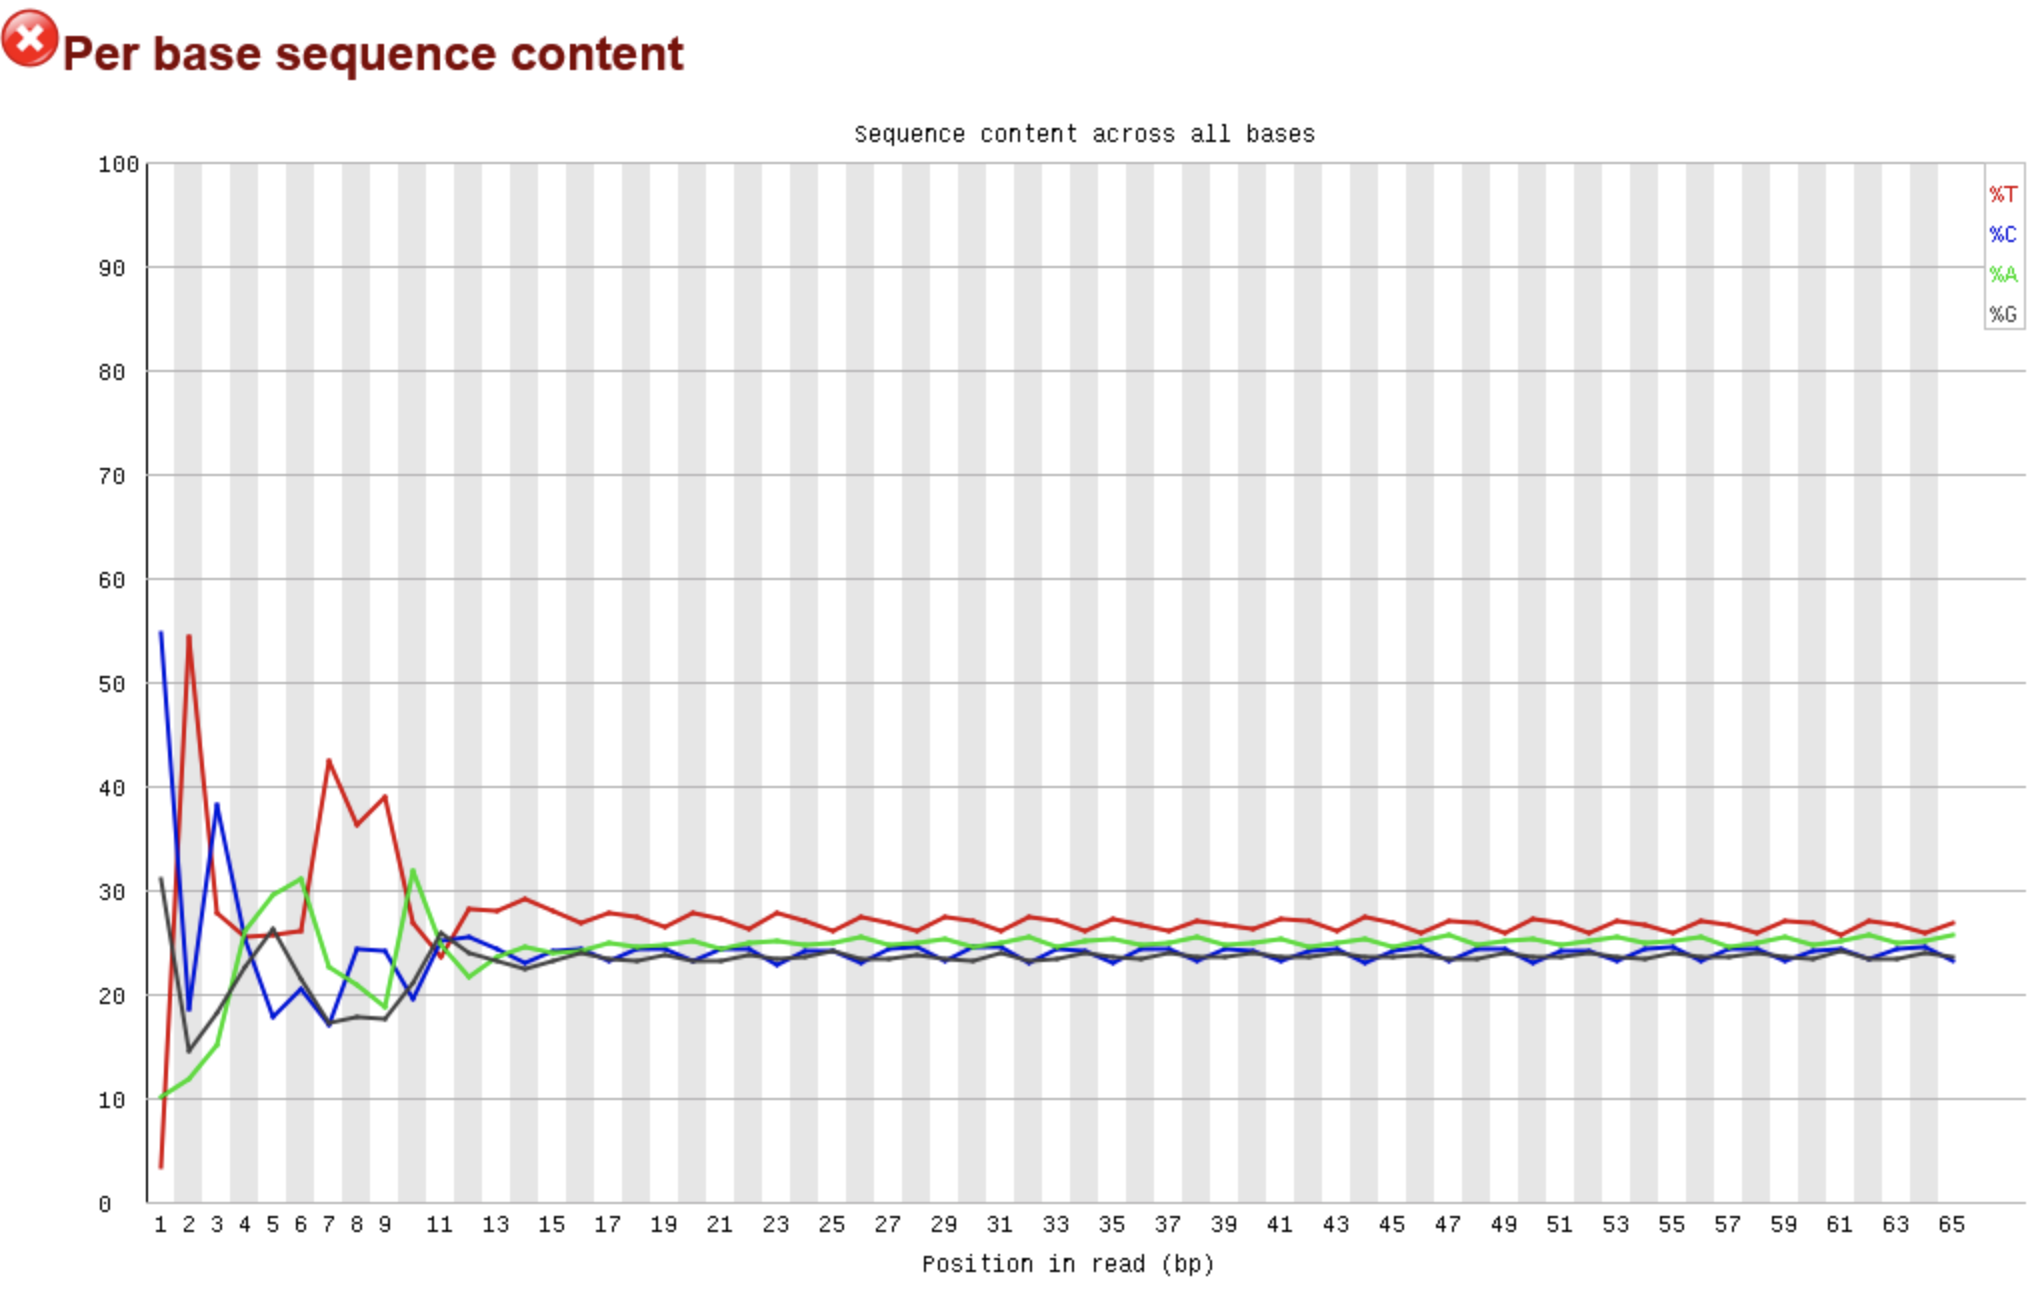 Per base sequence content
Sequence content across all bases
100
90
80
70
60
50
40
30
20
10
0
%T
%C
%A
%G
1 2 3 4 5 6 7 8 9 11 13 15 17 19 21 23 25 27 29 31 33 35 37 39 41 43 45 47 49 51 53 55 57 59 61 63 65
Position in read (bp)